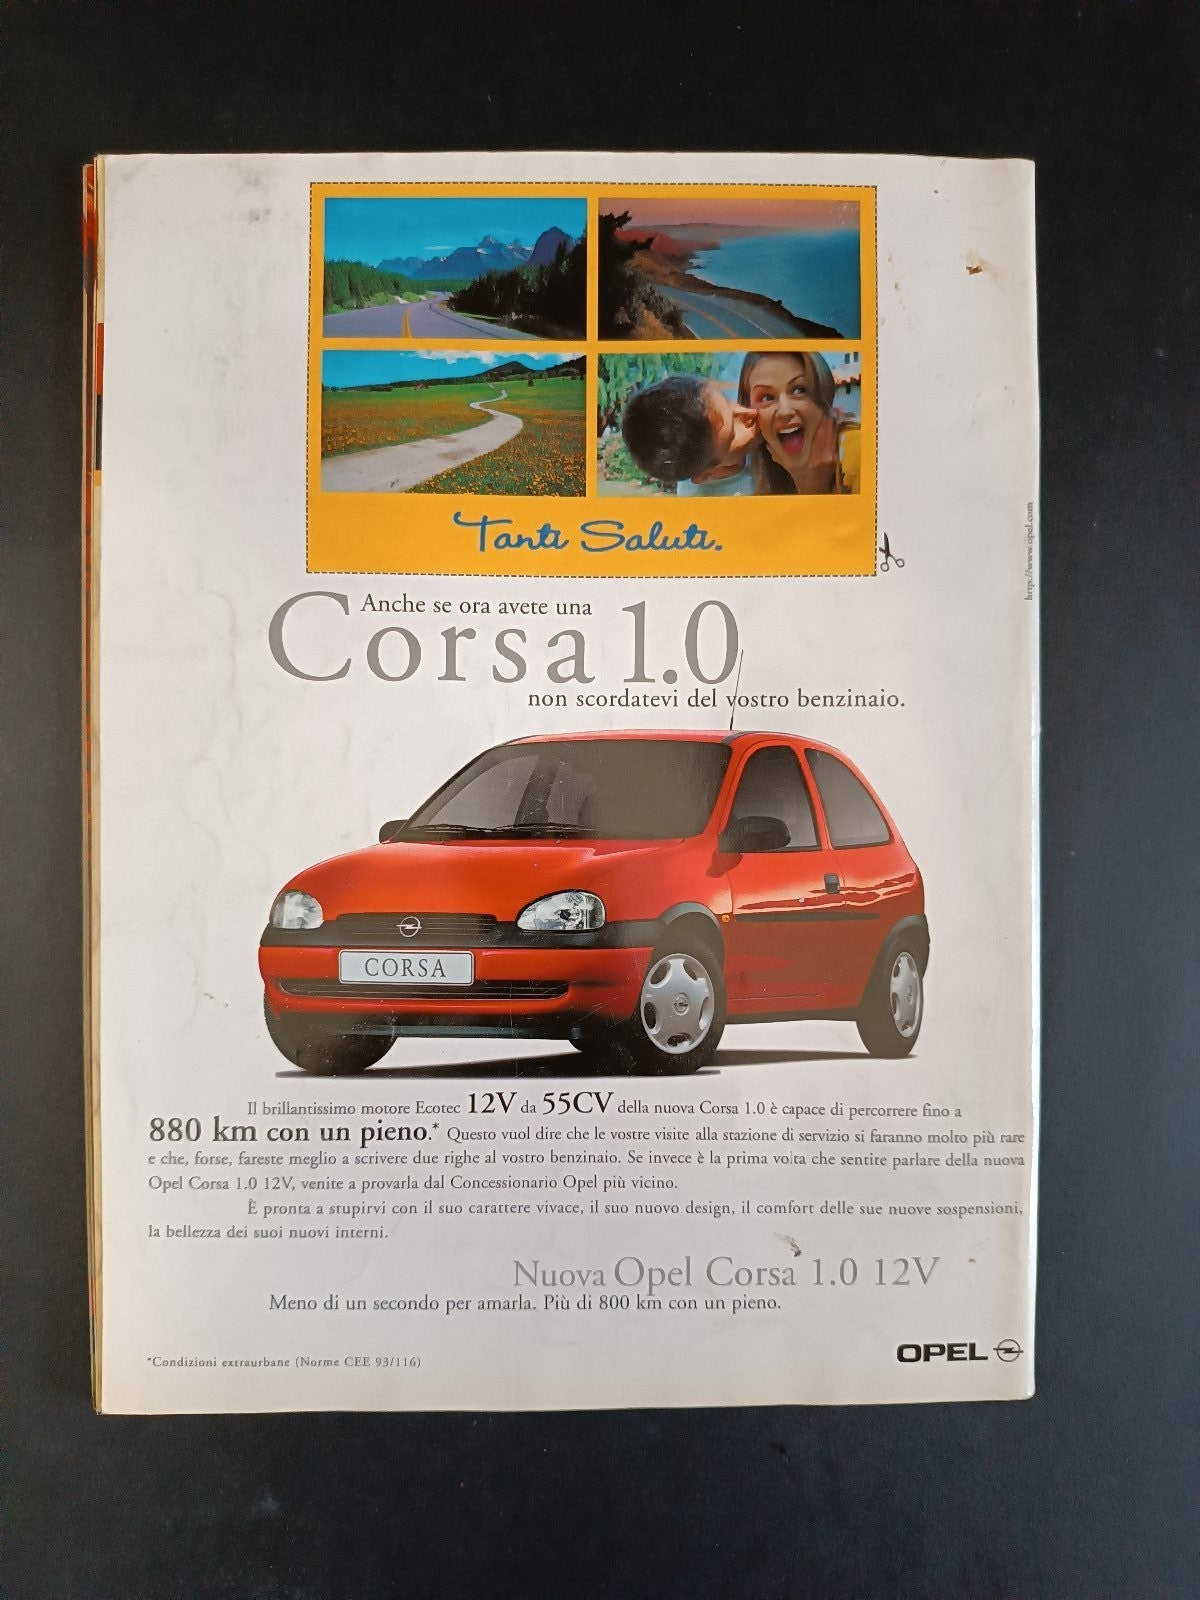 Tanti Saluti.
Anche se ora avete una
Corsa 1.0
non scordatevi del vostro benzinaio.
http://www.opel.com
CORSA
Il brillantissimo motore Ecotec 12V da 55CV della nuova Corsa 1.0 è capace di percorrere fino a
880 km con un pieno.* Questo vuol dire che le vostre visite alla stazione di servizio si faranno molto più rare
e che, forse, fareste meglio a scrivere due righe al vostro benzinaio. Se invece è la prima volta che sentite parlare della nuova
Opel Corsa 1.0 12V, venite a provarla dal Concessionario Opel più vicino.
È pronta a stupirvi con il suo carattere vivace, il suo nuovo design, il comfort delle sue nuove sospensioni,
la bellezza dei suoi nuovi interni.
Nuova Opel Corsa 1.0 12V
Meno di un secondo per amarla. Più di 800 km con un pieno.
*Condizioni extraurbane (Norme CEE 93/116)
OPEL